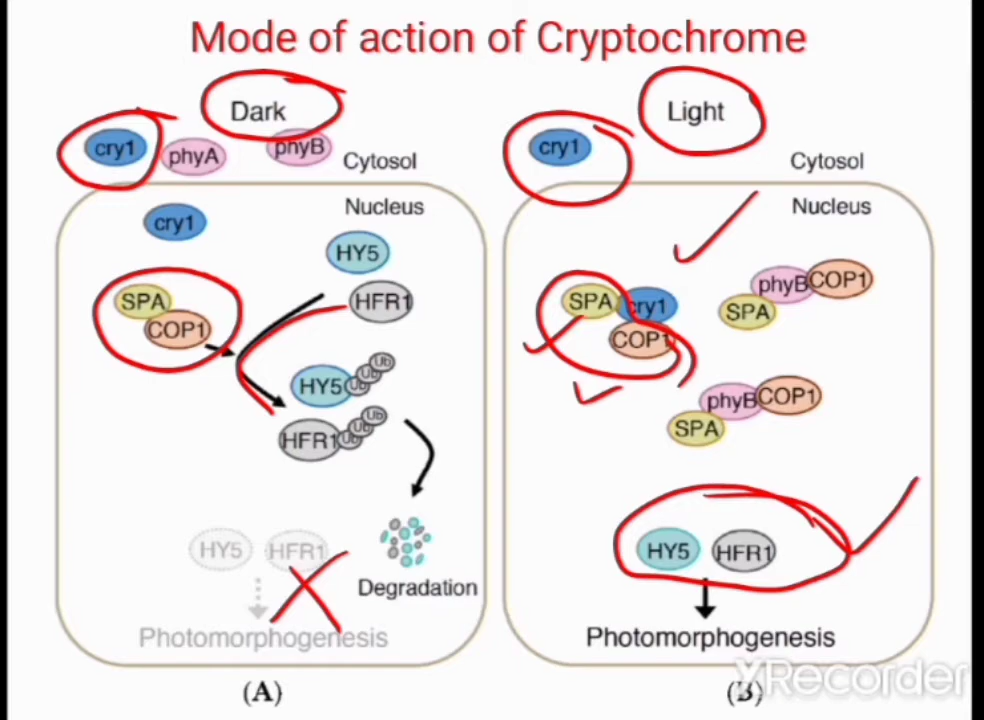 Mode of action of Cryptochrome
Dark
cry1
phyA
phyB
Cytosol
Nucleus
cry1
HY5
SPA
HFR1
COP1
HY5 Ub Ub Ub
HFR1 Ub Ub Ub
HY5
HFR1
Degradation
Photomorphogenesis
(A)
Light
cry1
Cytosol
Nucleus
SPA
cry1
COP1
phyB
COP1
SPA
phyB
COP1
SPA
HY5
HFR1
Photomorphogenesis
(B)
XRecorder